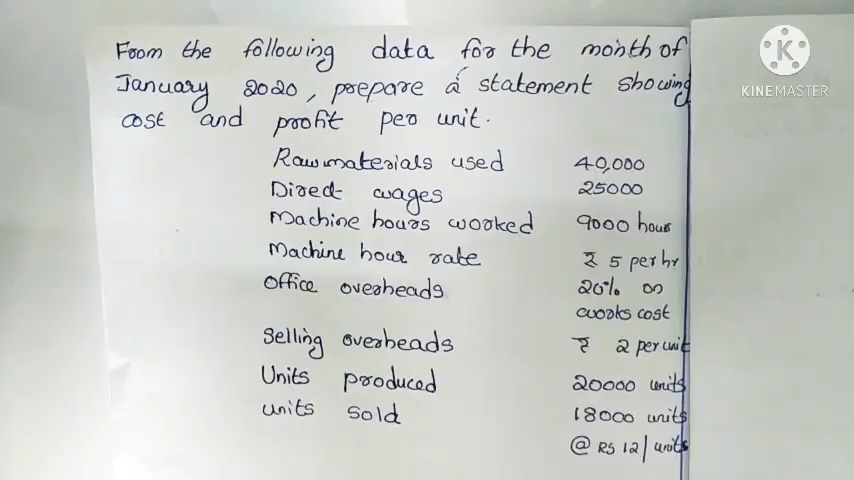 From the following data for the month of
January 2020, prepare a statement showing
cost and profit per unit.
Raw materials used 40,000
Direct wages 25000
Machine hours worked 9000 hours
Machine hour rate ₹ 5 per hr
Office overheads 20% on
works cost
Selling overheads ₹ 2 per unit
Units produced 20000 units
units sold 18000 units
@ RS 12/units
K
KINEMASTER